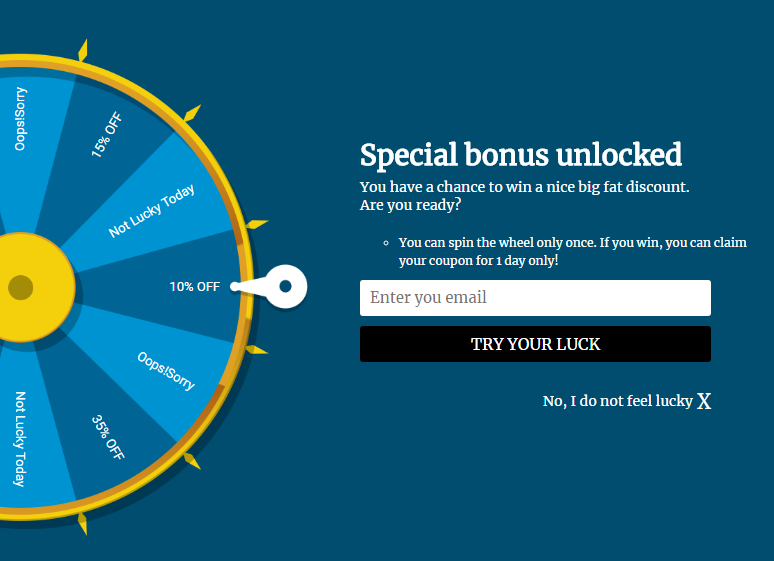 Oops!Sorry
15% OFF
Not Lucky Today
10% OFF
Oops!Sorry
35% OFF
Not Lucky Today
Special bonus unlocked
You have a chance to win a nice big fat discount.
Are you ready?
You can spin the wheel only once. If you win, you can claim
your coupon for 1 day only!
Enter you email
TRY YOUR LUCK
No, I do not feel lucky X